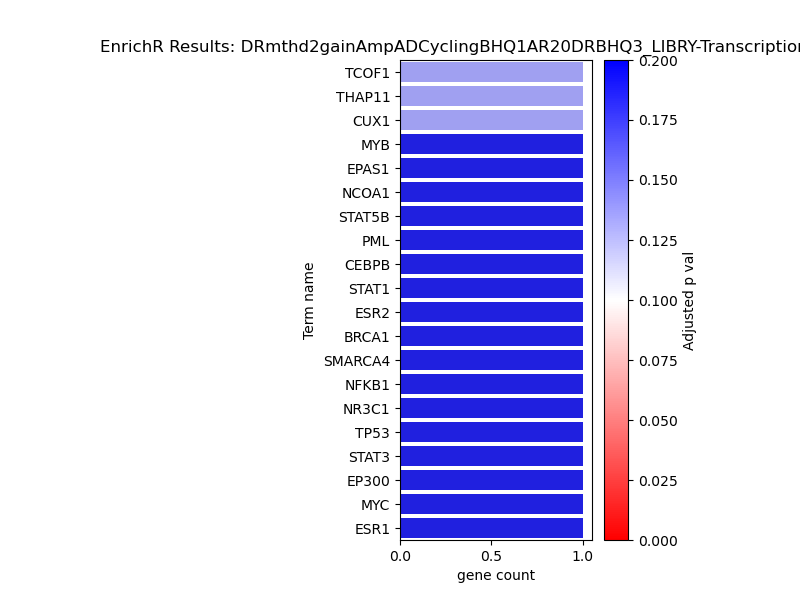 EnrichR Results: DRmthd2gainAmpADCyclingBHQ1AR20DRBHQ3_LIBRY-Transcription
TCOF1
THAP11
CUX1
MYB
EPAS1
NCOA1
STAT5B
PML
CEBPB
STAT1
ESR2
BRCA1
SMARCA4
NFKB1
NR3C1
TP53
STAT3
EP300
MYC
ESR1
Term name
0.0 0.5 1.0
gene count
0.200
0.175
0.150
0.125
0.100
0.075
0.050
0.025
0.000
Adjusted p val